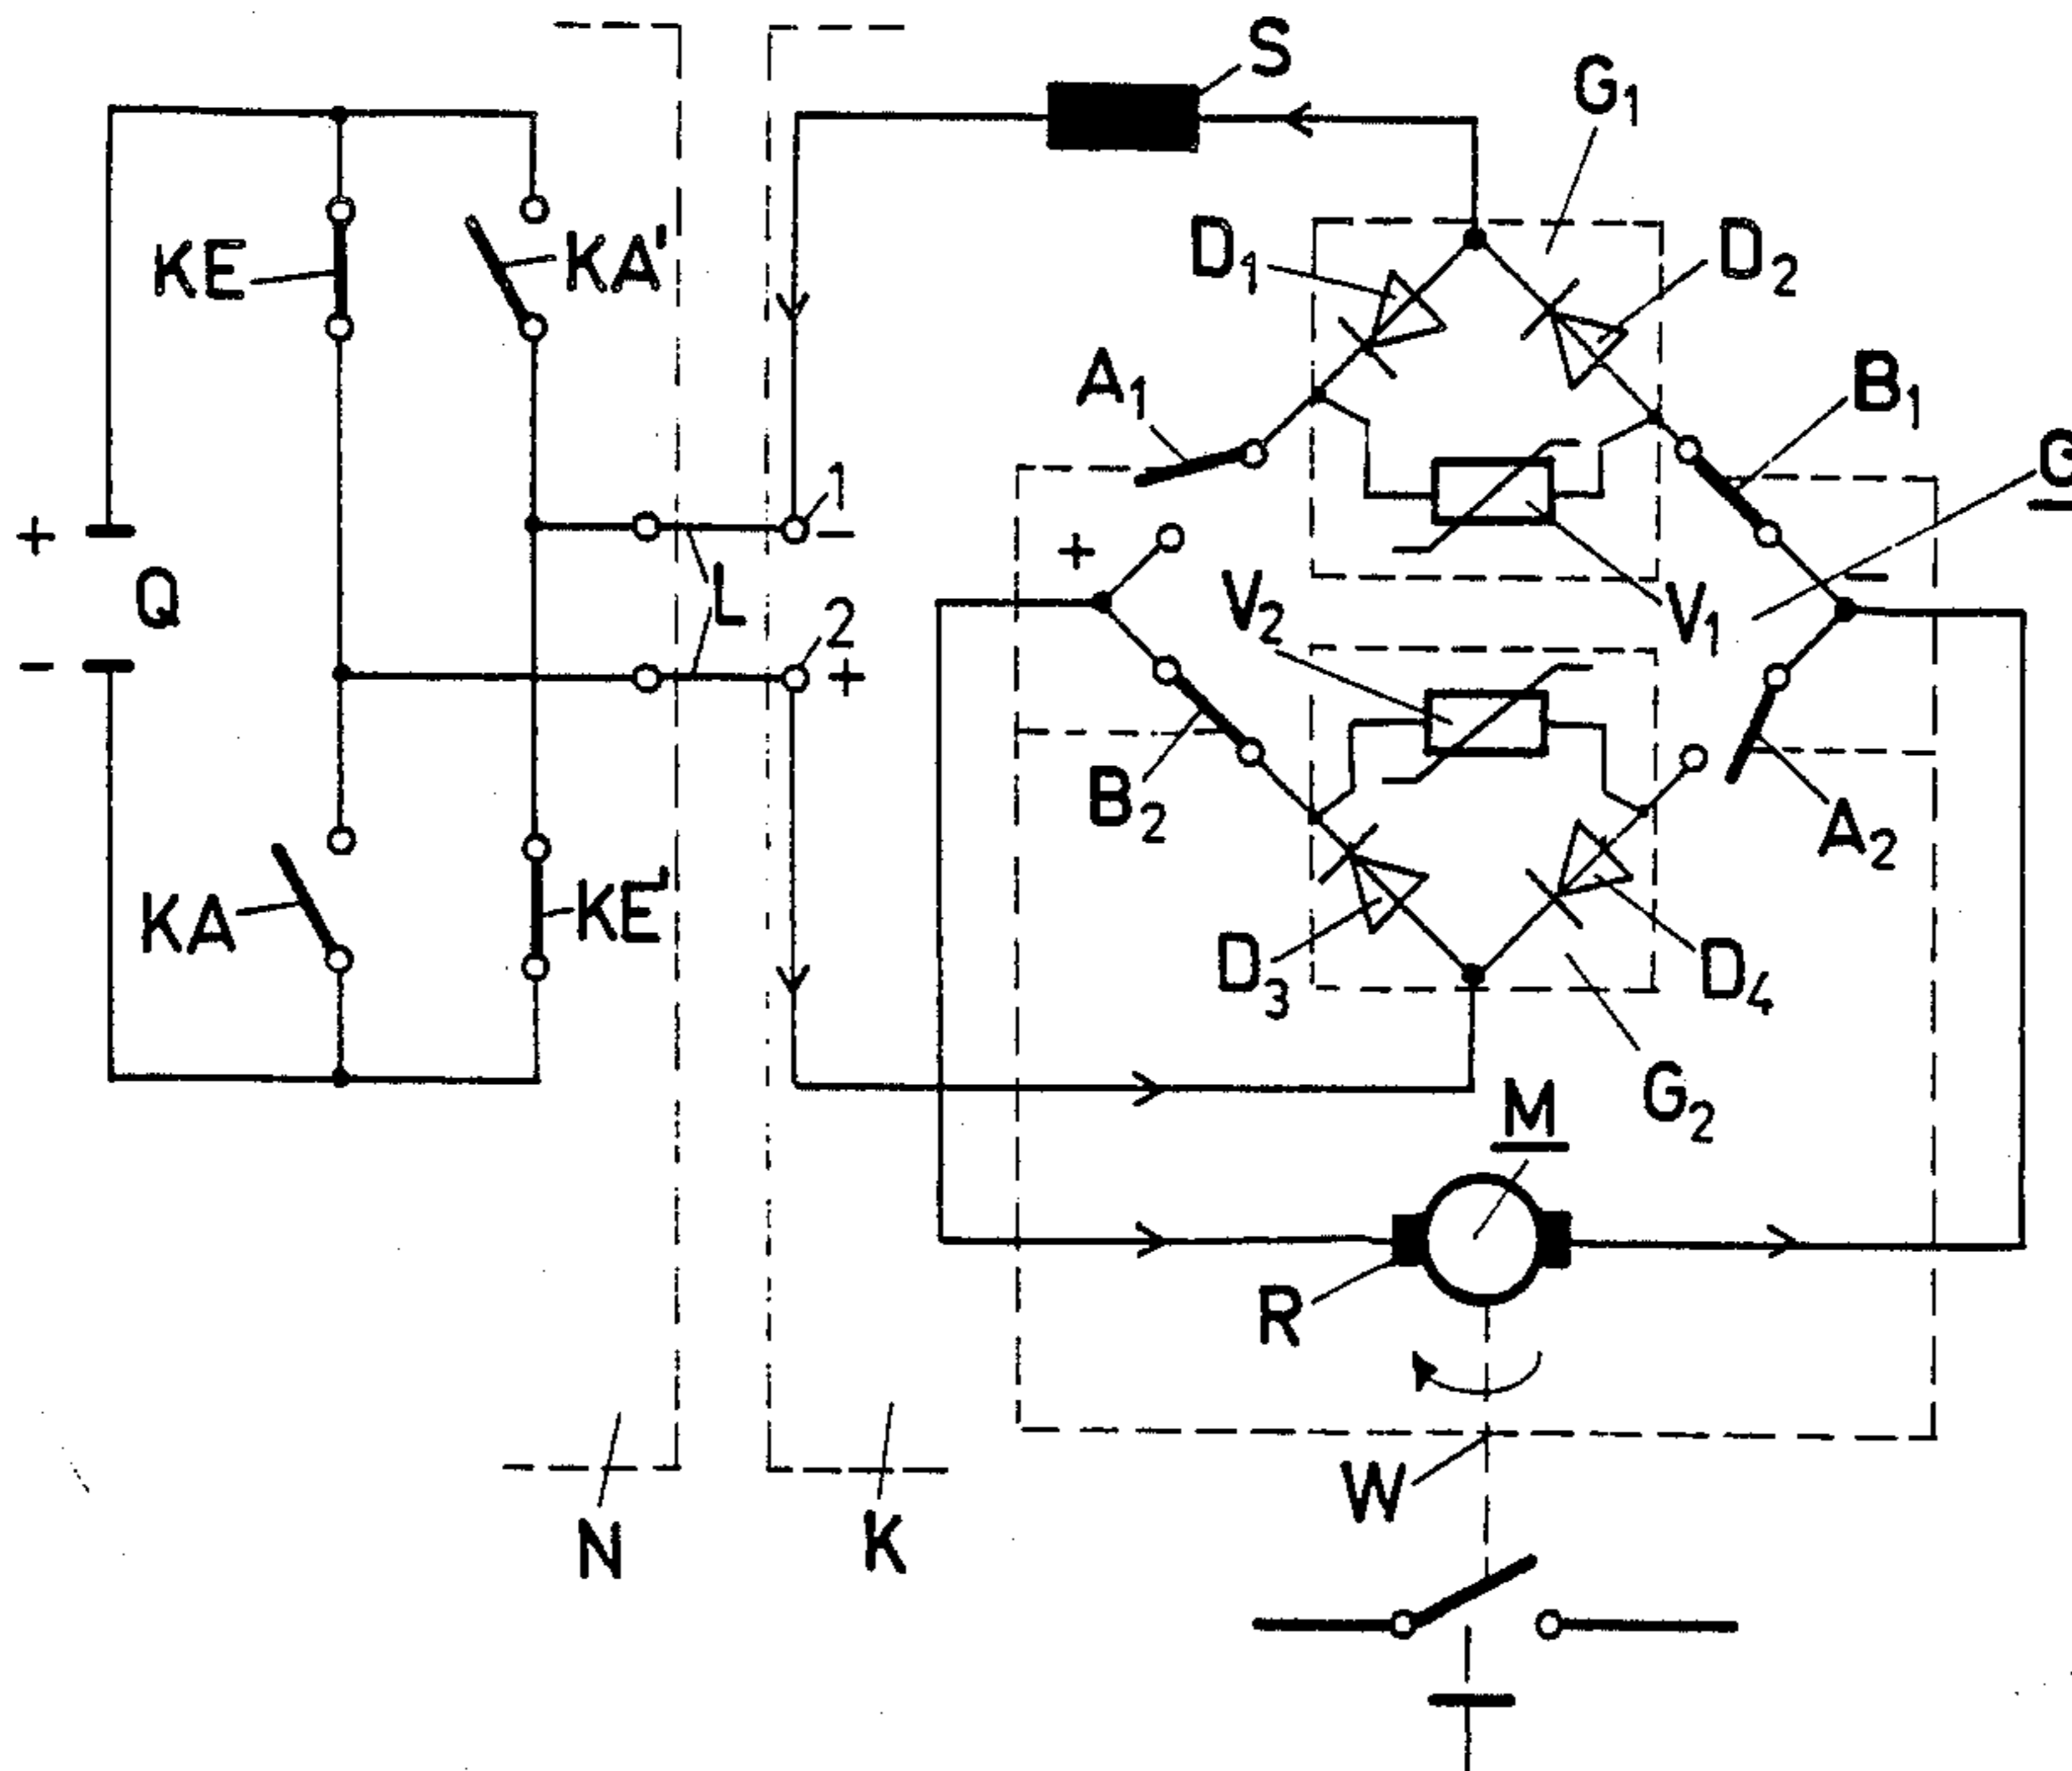 S
G1
KE
KA'
D1
D2
A1
B1
G
1
-
+
Q
-
L
2
+
+
-
V2
V1
B2
A2
KA
KE'
D3
D4
G2
M
R
W
N
K